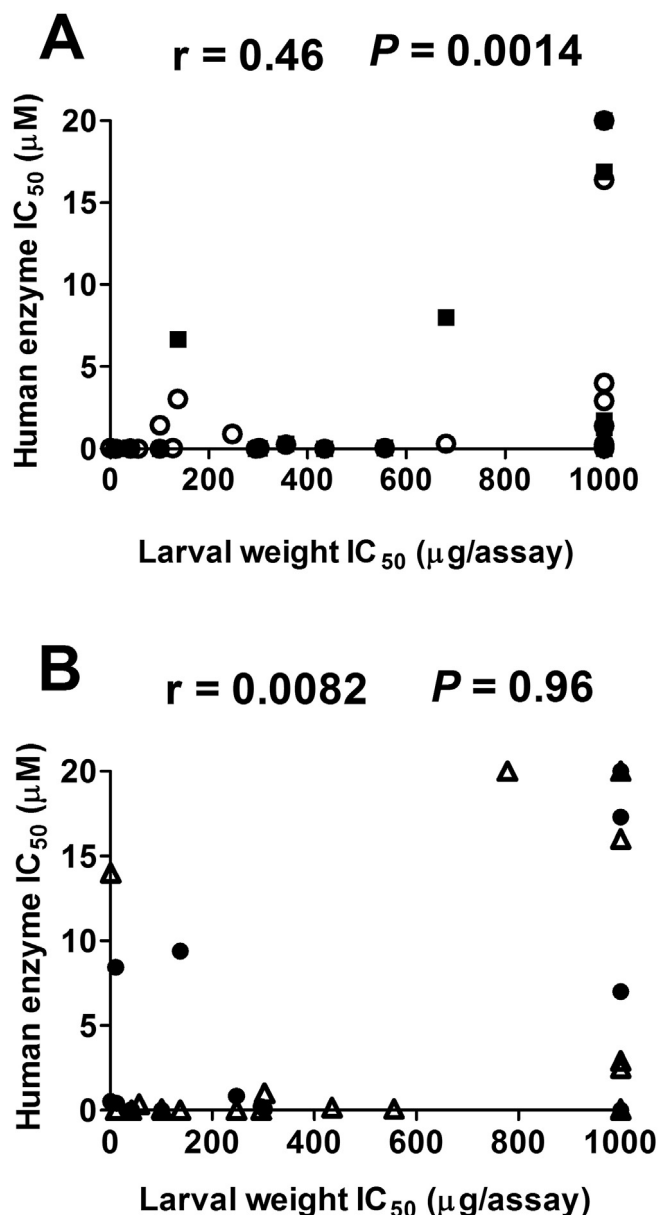 A
r = 0.46 P = 0.0014
Human enzyme IC50 (μM)
20
15
10
5
0
0 200 400 600 800 1000
Larval weight IC50 (μg/assay)
B
r = 0.0082 P = 0.96
Human enzyme IC50 (μM)
20
15
10
5
0
0 200 400 600 800 1000
Larval weight IC50 (μg/assay)